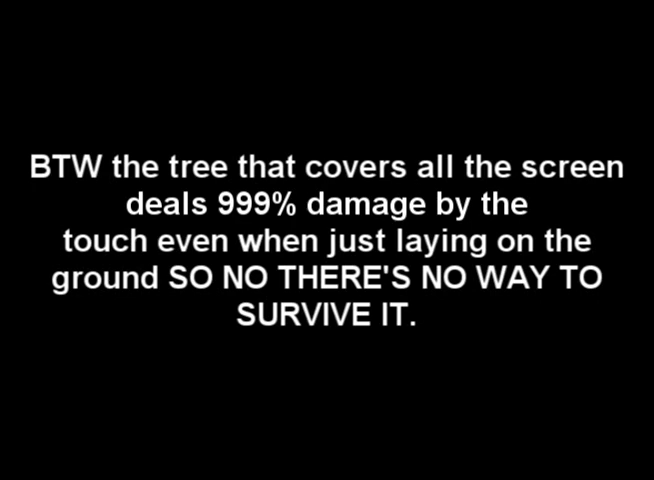 BTW the tree that covers all the screen
deals 999% damage by the
touch even when just laying on the
ground SO NO THERE'S NO WAY TO
SURVIVE IT.